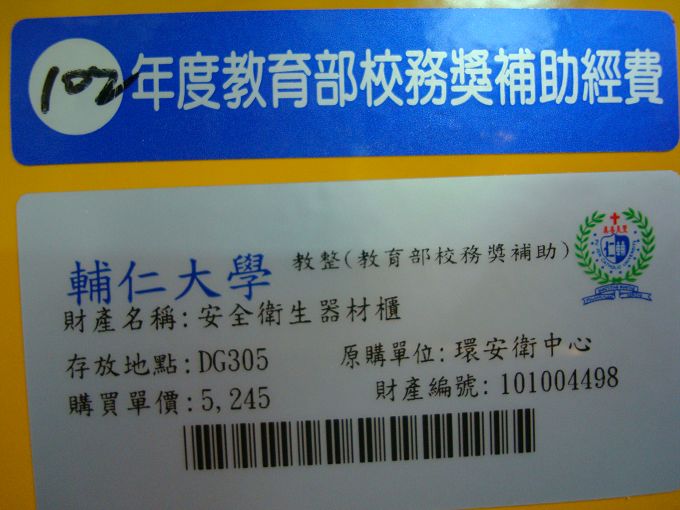 102年度教育部校務獎補助經費
輔仁大學 教整(教育部校務獎補助)
財產名稱:安全衛生器材櫃
存放地點:DG305 原購單位:環安衛中心
購買單價:5,245 財產編號:101004498